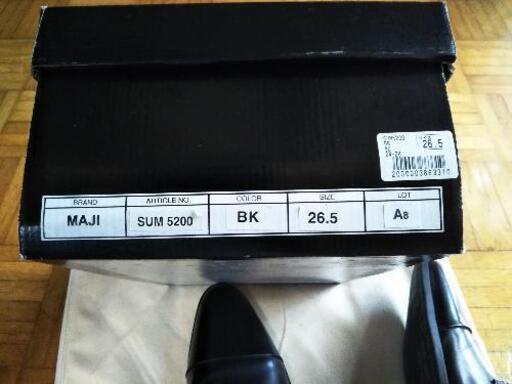 26.5
BRAND ARTICLE NO. COLOR SIZE LOT
MAJI SUM 5200 BK 26.5 A8